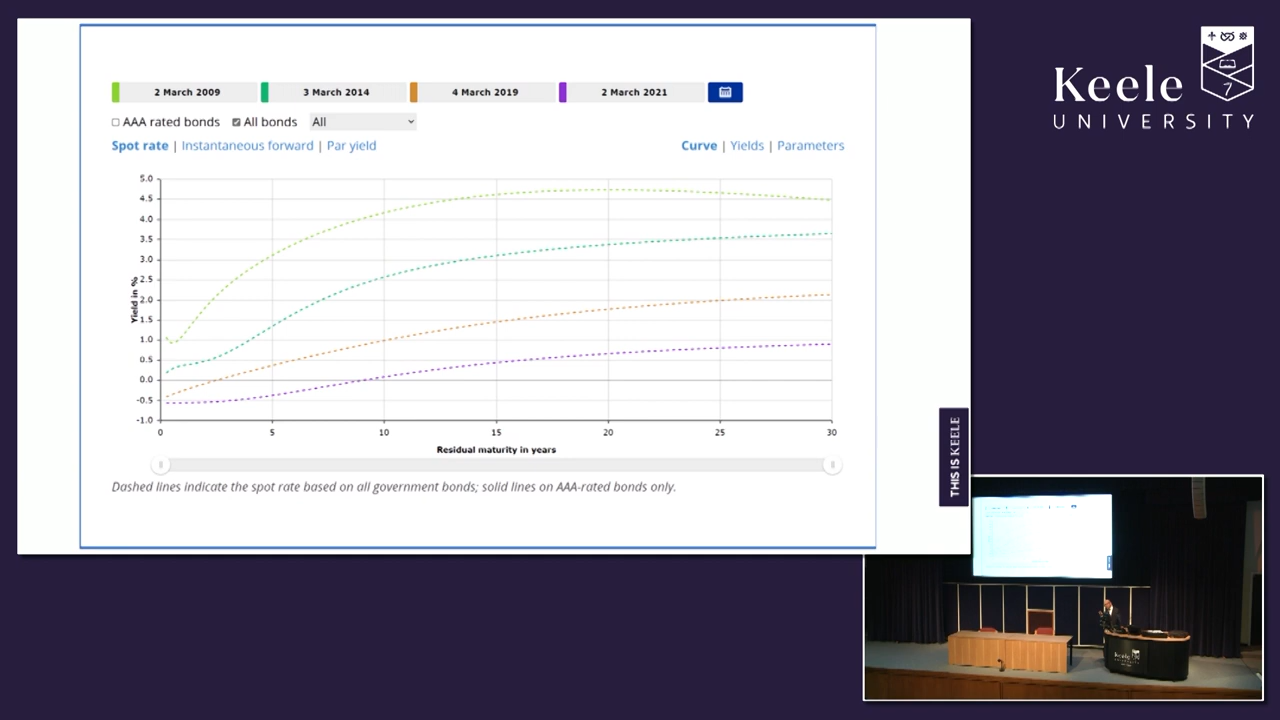 Keele
UNIVERSITY
2 March 2009
3 March 2014
4 March 2019
2 March 2021
AAA rated bonds
All bonds
All
Spot rate | Instantaneous forward | Par yield
Curve | Yields | Parameters
Yield in %
5.0
4.5
4.0
3.5
3.0
2.5
2.0
1.5
1.0
0.5
0.0
-0.5
-1.0
0 5 10 15 20 25 30
Residual maturity in years
Dashed lines indicate the spot rate based on all government bonds; solid lines on AAA-rated bonds only.
THIS IS KEELE
Keele